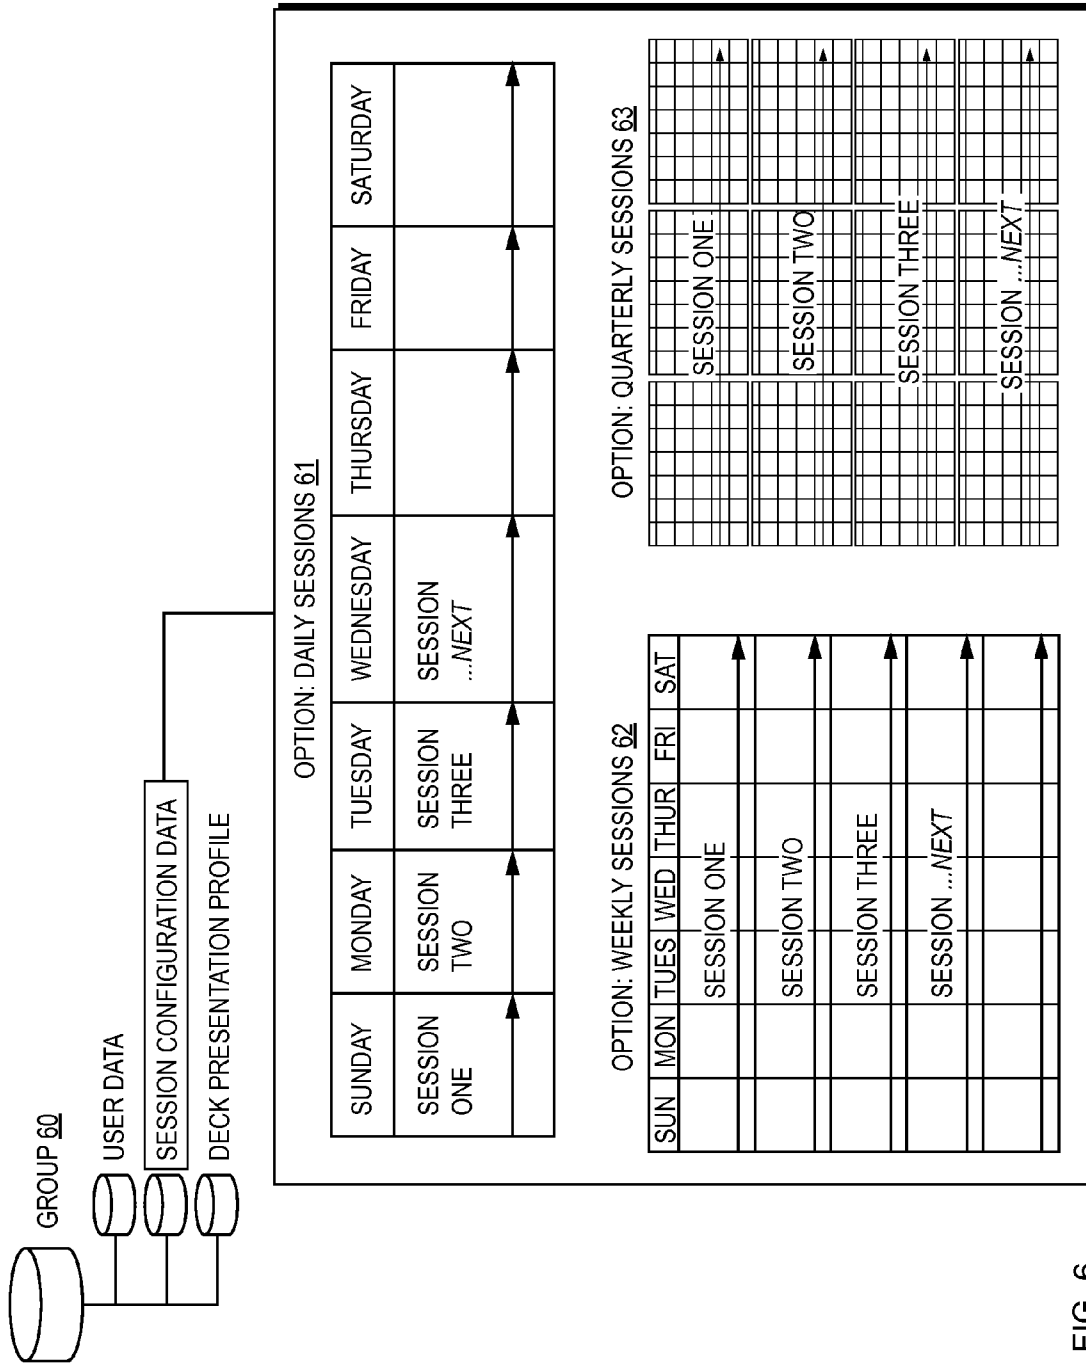 GROUP 60
USER DATA
SESSION CONFIGURATION DATA
DECK PRESENTATION PROFILE
OPTION: DAILY SESSIONS 61
SUNDAY MONDAY TUESDAY WEDNESDAY THURSDAY FRIDAY SATURDAY
SESSION ONE
SESSION TWO
SESSION THREE
SESSION ...NEXT
OPTION: WEEKLY SESSIONS 62
SUN MON TUES WED THUR FRI SAT
SESSION ONE
SESSION TWO
SESSION THREE
SESSION ...NEXT
OPTION: QUARTERLY SESSIONS 63
SESSION ONE
SESSION TWO
SESSION THREE
SESSION ...NEXT
FIG. 6